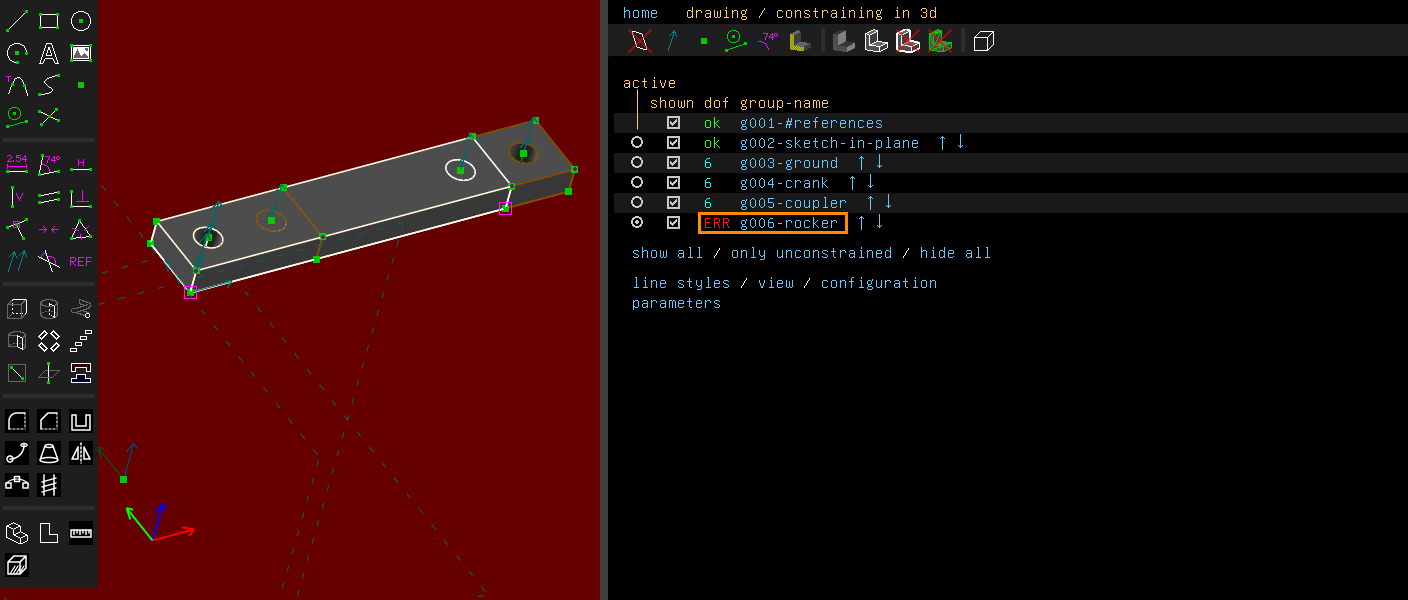 home drawing / constraining in 3d
74º
active
shown dof group-name
ok g001-#references
ok g002-sketch-in-plane ↑ ↓
6 g003-ground ↑ ↓
6 g004-crank ↑ ↓
6 g005-coupler ↑ ↓
ERR g006-rocker ↑ ↓
show all / only unconstrained / hide all
line styles / view / configuration
parameters
A
T
2.54 74º H
V
REF